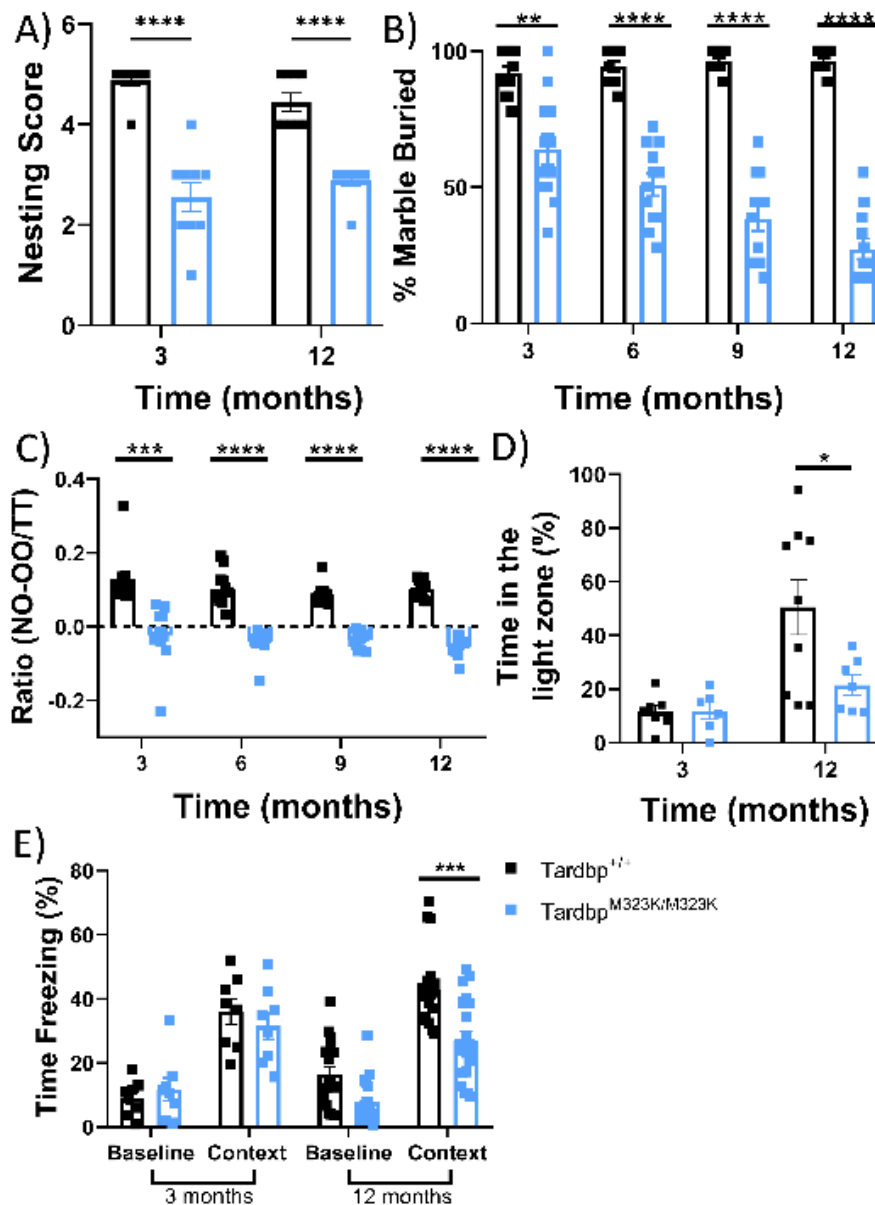 A)
**** ****
Nesting Score
6
4
2
0
3 12
Time (months)
B)
** **** **** ****
% Marble Buried
100
50
0
3 6 9 12
Time (months)
C)
*** **** **** ****
Ratio (NO-OO/TT)
0.4
0.2
0.0
-0.2
3 6 9 12
Time (months)
D)
*
Time in the
light zone (%)
100
80
60
40
20
0
3 12
Time (months)
E)
***
Time Freezing (%)
80
60
40
20
0
Baseline Context Baseline Context
3 months 12 months
Tardbp+/+
TardbpM323K/M323K